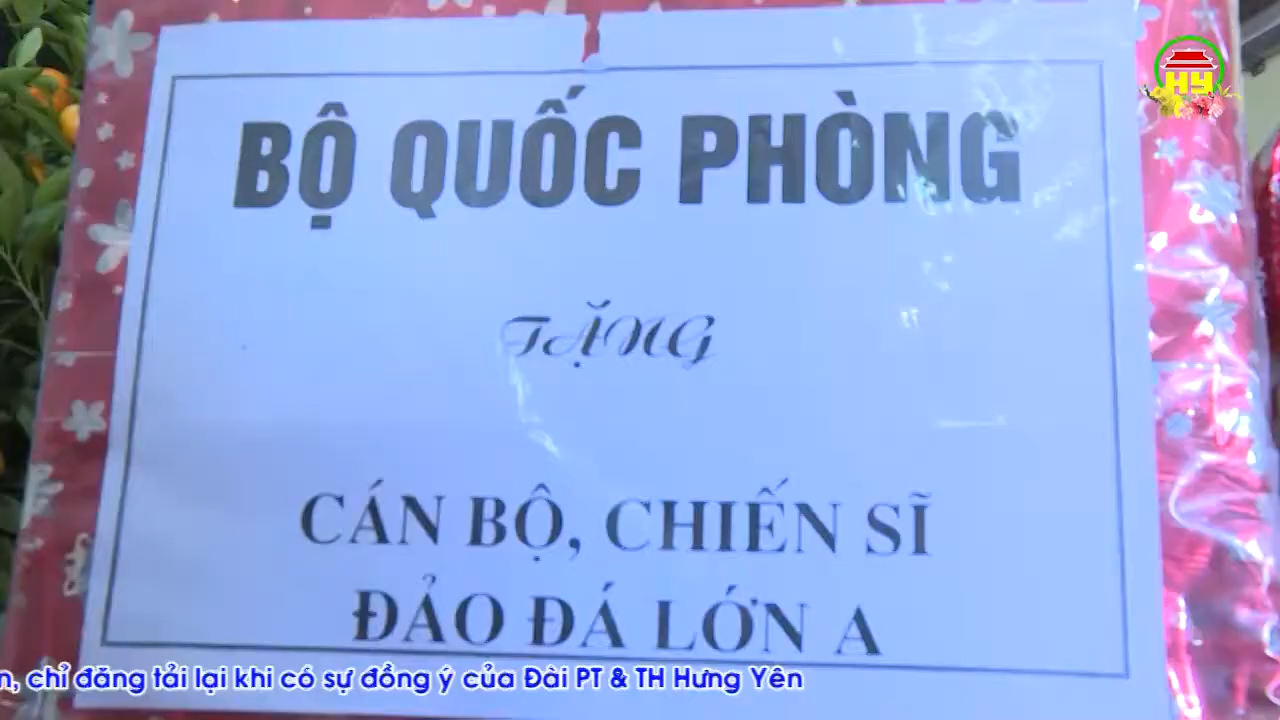 HY
BỘ QUỐC PHÒNG
TẶNG
CÁN BỘ, CHIẾN SĨ
ĐẢO ĐÁ LỚN A
, chỉ đăng tải lại khi có sự đồng ý của Đài PT & TH Hưng Yên